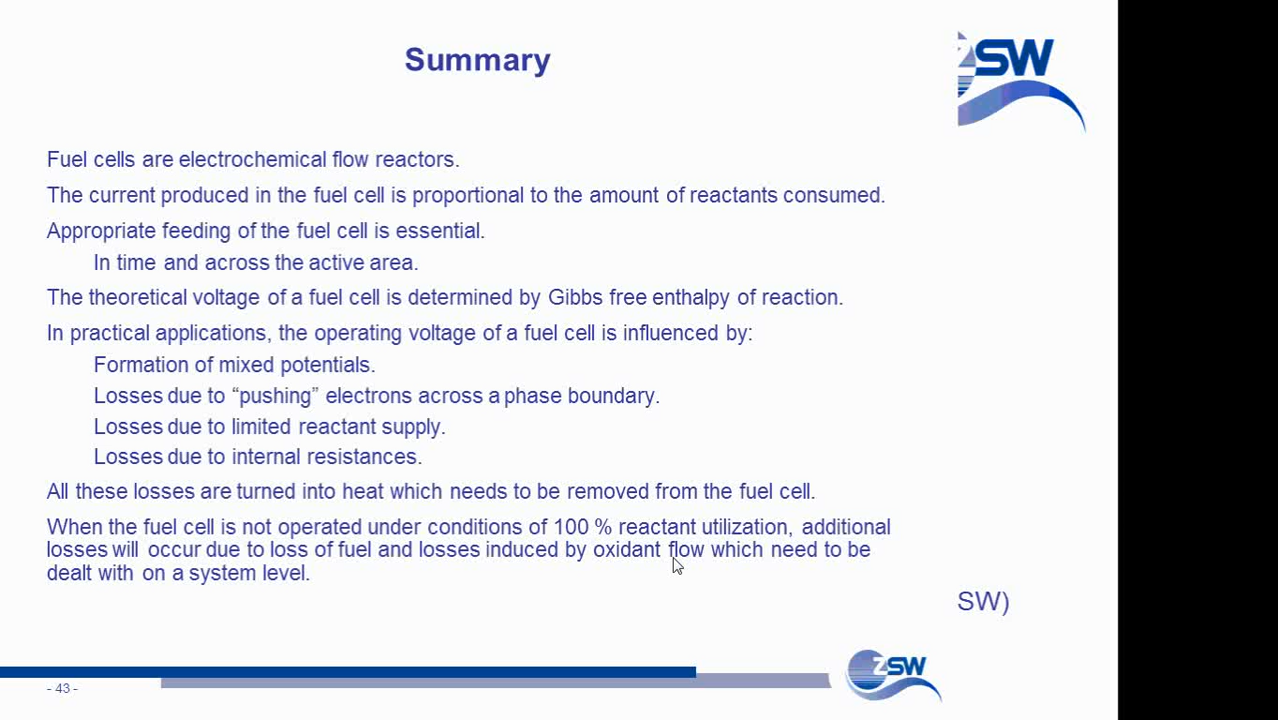 Summary
ZSW
Fuel cells are electrochemical flow reactors.
The current produced in the fuel cell is proportional to the amount of reactants consumed.
Appropriate feeding of the fuel cell is essential.
In time and across the active area.
The theoretical voltage of a fuel cell is determined by Gibbs free enthalpy of reaction.
In practical applications, the operating voltage of a fuel cell is influenced by:
Formation of mixed potentials.
Losses due to “pushing” electrons across a phase boundary.
Losses due to limited reactant supply.
Losses due to internal resistances.
All these losses are turned into heat which needs to be removed from the fuel cell.
When the fuel cell is not operated under conditions of 100 % reactant utilization, additional
losses will occur due to loss of fuel and losses induced by oxidant flow which need to be
dealt with on a system level.
SW)
ZSW
- 43 -